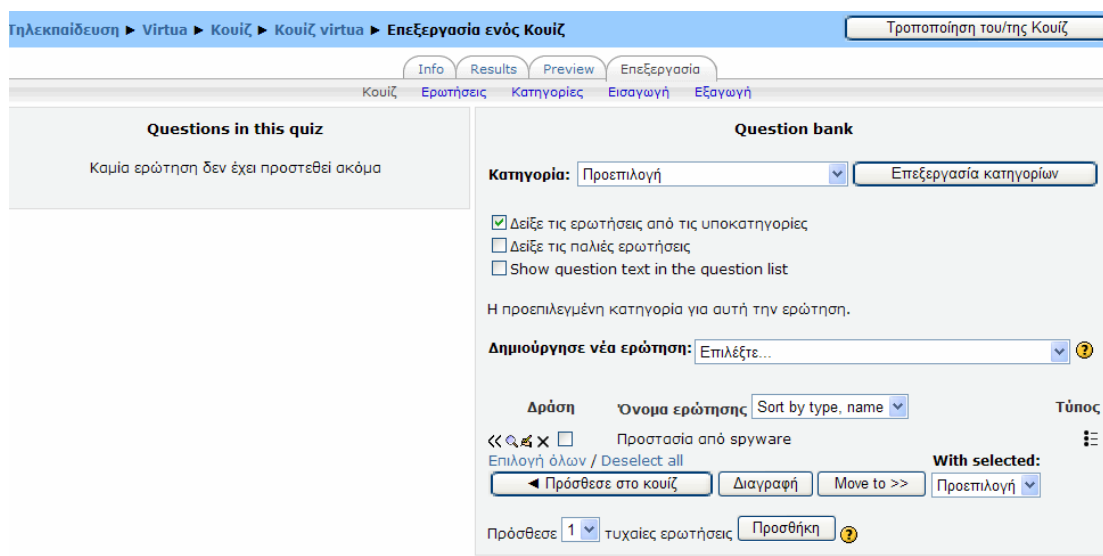 Τηλεκπαίδευση ► Virtua ► Κουίζ ► Κουίζ virtua ► Επεξεργασία ενός Κουίζ
Τροποποίηση του/της Κουίζ
Info Results Preview Επεξεργασία
Κουίζ Ερωτήσεις Κατηγορίες Εισαγωγή Εξαγωγή
Questions in this quiz
Καμία ερώτηση δεν έχει προστεθεί ακόμα
Question bank
Κατηγορία: Προεπιλογή Επεξεργασία κατηγορίων
Δείξε τις ερωτήσεις από τις υποκατηγορίες
Δείξε τις παλιές ερωτήσεις
Show question text in the question list
Η προεπιλεγμένη κατηγορία για αυτή την ερώτηση.
Δημιούργησε νέα ερώτηση: Επιλέξτε... ?
Δράση Όνομα ερώτησης Sort by type, name Τύπος
Προστασία από spyware
Επιλογή όλων / Deselect all With selected:
◄ Πρόσθεσε στο κουίζ Διαγραφή Move to >> Προεπιλογή
Πρόσθεσε 1 τυχαίες ερωτήσεις Προσθήκη ?